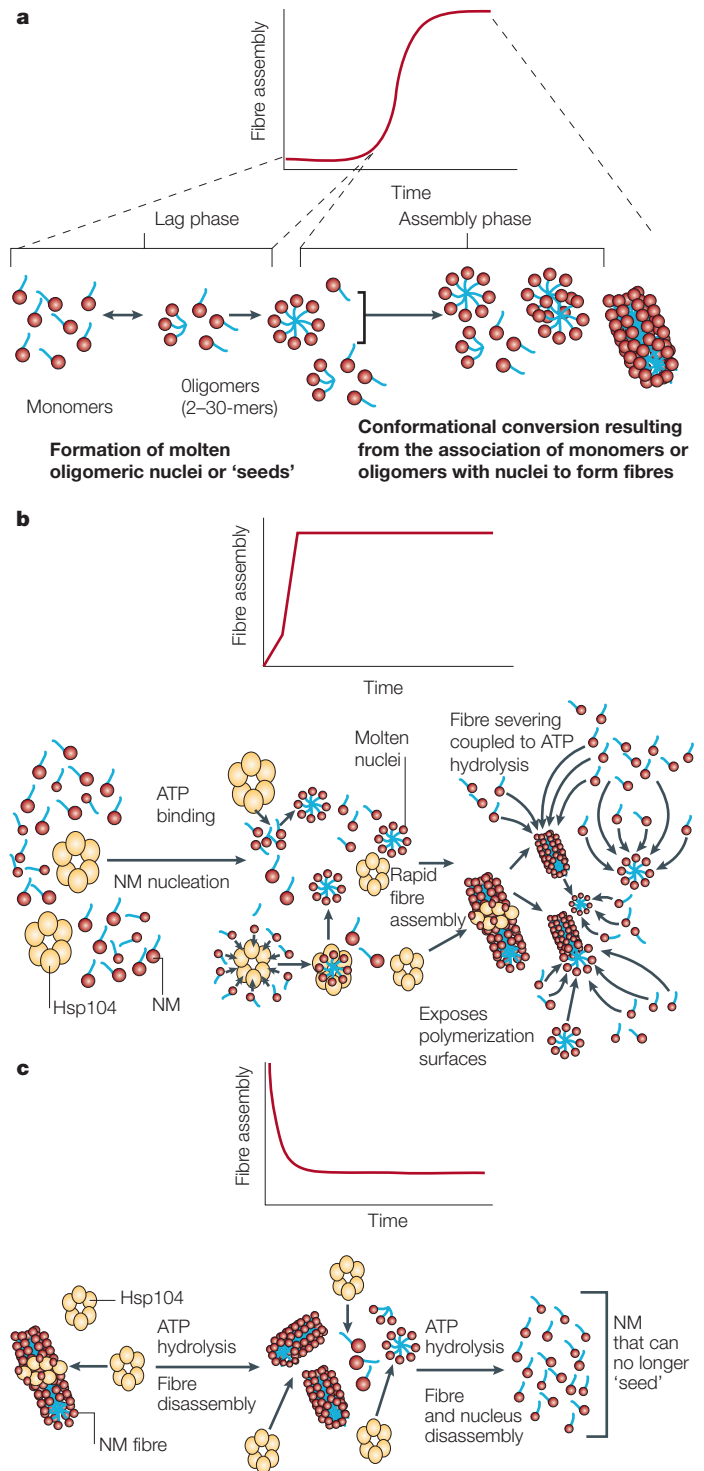 a
Fibre assembly
Time
Lag phase
Assembly phase
Monomers
Oligomers
(2–30-mers)
Formation of molten
oligomeric nuclei or ‘seeds’
Conformational conversion resulting
from the association of monomers or
oligomers with nuclei to form fibres
b
Fibre assembly
Time
Molten
nuclei
Fibre severing
coupled to ATP
hydrolysis
ATP
binding
NM nucleation
Rapid
fibre
assembly
Hsp104
NM
Exposes
polymerization
surfaces
c
Fibre assembly
Time
Hsp104
ATP
hydrolysis
Fibre
disassembly
NM fibre
ATP
hydrolysis
Fibre
and nucleus
disassembly
NM
that can
no longer
‘seed’